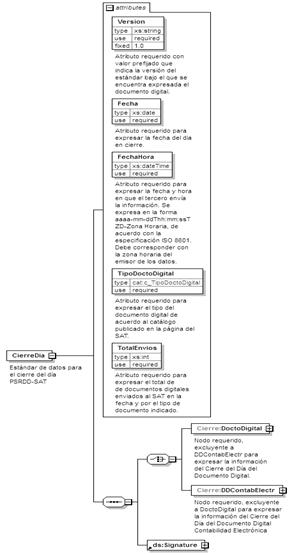 attributes
Version
type xs:string
use required
fixed 1.0
Atributo requerido con
valor prefijado que
indica la versión del
estándar bajo el que se
encuentra expresada el
documento digital.
Fecha
type xs:date
use required
Atributo requerido para
expresar la fecha del día
en cierre.
FechaHora
type xs:dateTime
use required
Atributo requerido para
expresar la fecha y hora
en que el tercero envía
la información. Se
expresa en la forma
aaaa-mm-ddThh:mm:ssT
ZD-Zona Horaria, de
acuerdo con la
especificación ISO 8601.
Debe corresponder con
la zona horaria del
emisor de los datos.
TipoDoctoDigital
type cat:c_TipoDoctoDigital
use required
Atributo requerido para
expresar el tipo del
documento digital de
acuerdo al catálogo
publicado en la página del
SAT.
TotalEnvios
type xs:int
use required
Atributo requerido para
expresar el total de
de documentos digitales
enviados al SAT en la
fecha y por el tipo de
documento indicado.
CierreDia
Estándar de datos para
el cierre del día
PSRDD-SAT
Cierre:DoctoDigital
Nodo requerido,
excluyente a
DDContabElectr para
expresar la información
del Cierre del Día del
Documento Digital.
Cierre:DDContabElectr
Nodo requerido, excluyente
a DoctoDigital para expresar
la información del Cierre del
Día del Documento Digital
Contabilidad Electrónica
ds:Signature